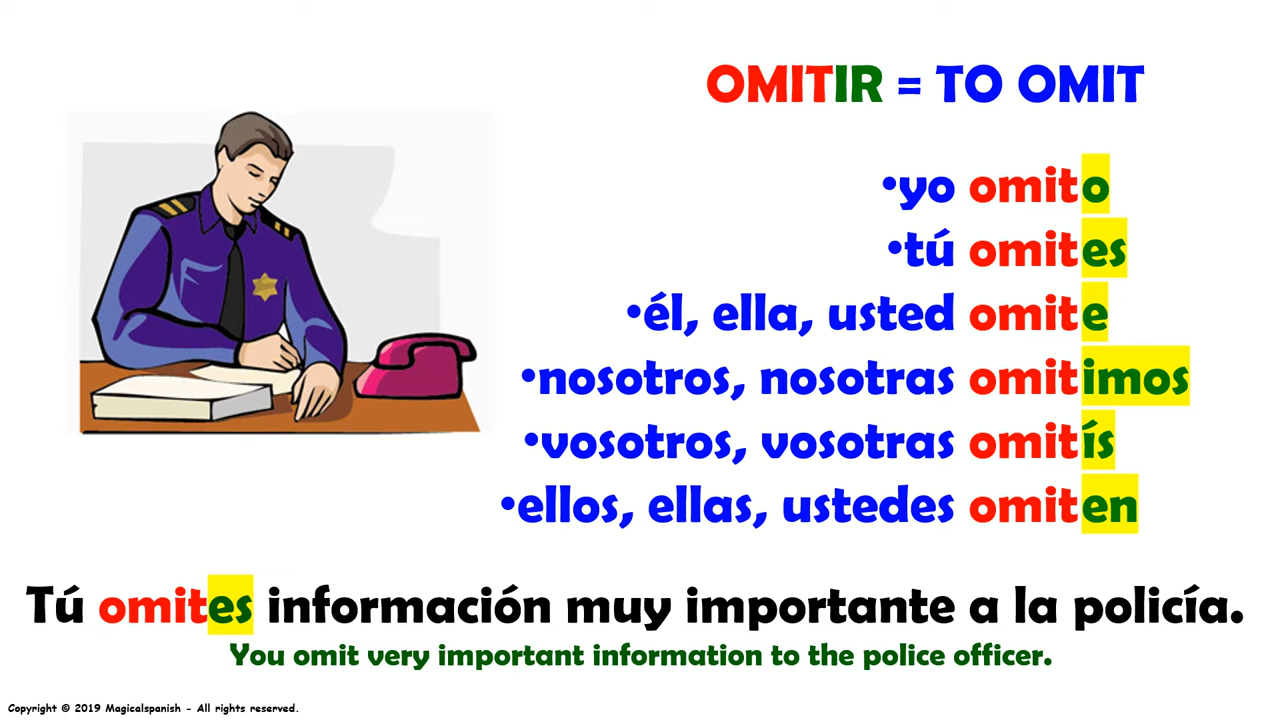 OMITIR = TO OMIT
•yo omito
•tú omites
•él, ella, usted omite
•nosotros, nosotras omitimos
•vosotros, vosotras omitís
•ellos, ellas, ustedes omiten
Tú omites información muy importante a la policía.
You omit very important information to the police officer.
Copyright © 2019 Magicalspanish - All rights reserved.